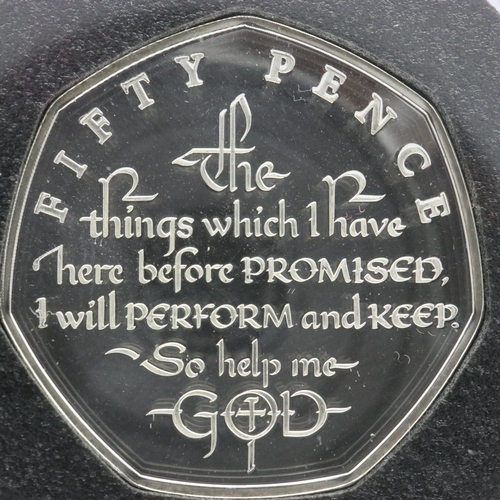 FIFTY PENCE
The
things which I have
here before PROMISED,
I will PERFORM and KEEP.
So help me
GOD